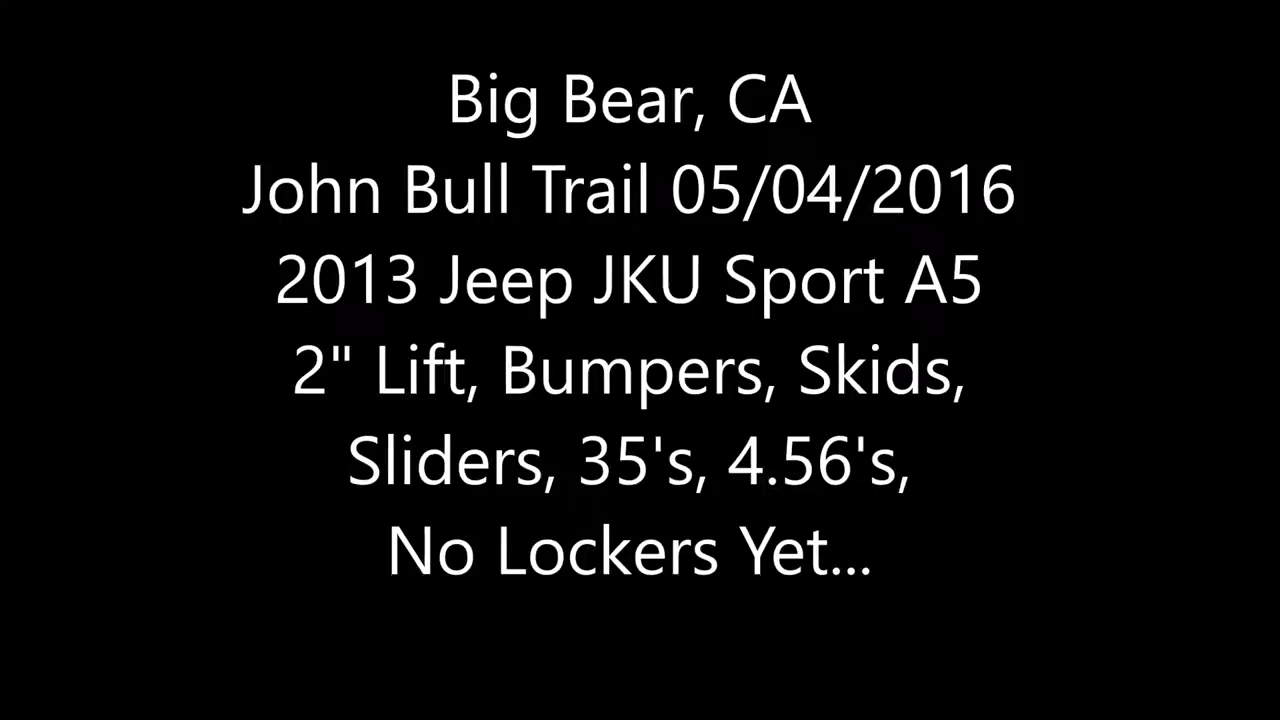 Big Bear, CA
John Bull Trail 05/04/2016
2013 Jeep JKU Sport A5
2" Lift, Bumpers, Skids,
Sliders, 35's, 4.56's,
No Lockers Yet...